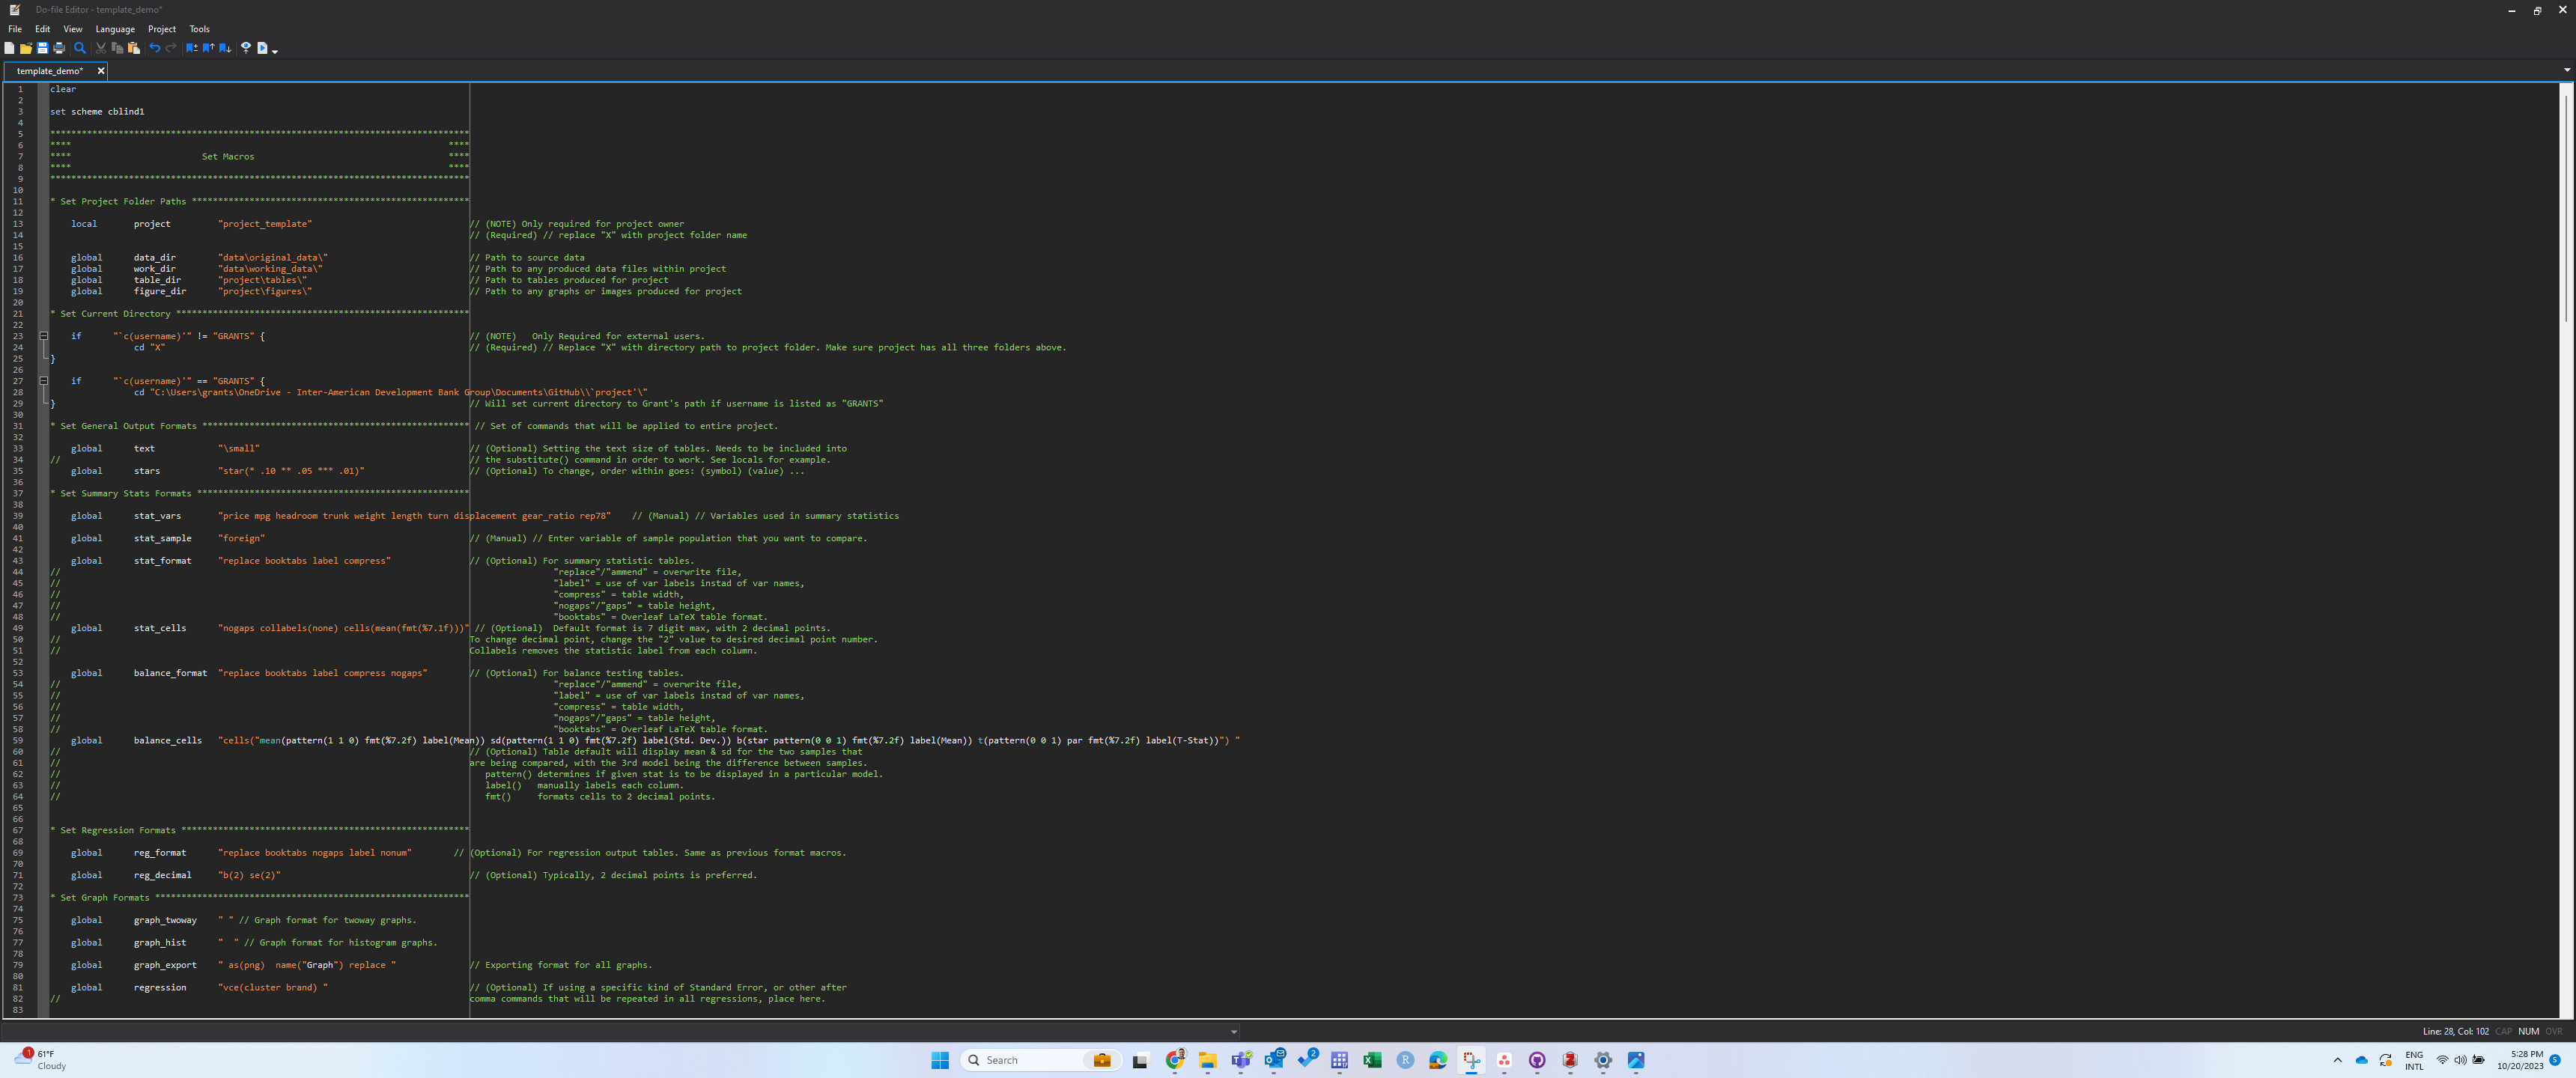 Do-file Editor - template_demo*
File Edit View Language Project Tools
template_demo*
1 clear
2
3 set scheme cblind1
4
5 ********************************************************************************
6 **** ****
7 **** Set Macros ****
8 **** ****
9 ********************************************************************************
10
11 * Set Project Folder Paths *****************************************************
12
13 local project "project_template" // (NOTE) Only required for project owner
14 // (Required) // replace "X" with project folder name
15
16 global data_dir "data\original_data\" // Path to source data
17 global work_dir "data\working_data\" // Path to any produced data files within project
18 global table_dir "project\tables\" // Path to tables produced for project
19 global figure_dir "project\figures\" // Path to any graphs or images produced for project
20
21 * Set Current Directory ********************************************************
22
23 if "`c(username)'" != "GRANTS" { // (NOTE) Only Required for external users.
24 cd "X" // (Required) // Replace "X" with directory path to project folder. Make sure project has all three folders above.
25 }
26
27 if "`c(username)'" == "GRANTS" {
28 cd "C:\Users\grants\OneDrive - Inter-American Development Bank Group\Documents\GitHub\\`project'\"
29 } // Will set current directory to Grant's path if username is listed as "GRANTS"
30
31 * Set General Output Formats *************************************************** // Set of commands that will be applied to entire project.
32
33 global text "\small" // (Optional) Setting the text size of tables. Needs to be included into
34 // // the substitute() command in order to work. See locals for example.
35 global stars "star(* .10 ** .05 *** .01)" // (Optional) To change, order within goes: (symbol) (value) ...
36
37 * Set Summary Stats Formats ****************************************************
38
39 global stat_vars "price mpg headroom trunk weight length turn displacement gear_ratio rep78" // (Manual) // Variables used in summary statistics
40
41 global stat_sample "foreign" // (Manual) // Enter variable of sample population that you want to compare.
42
43 global stat_format "replace booktabs label compress" // (Optional) For summary statistic tables.
44 // "replace"/"ammend" = overwrite file,
45 // "label" = use of var labels instad of var names,
46 // "compress" = table width,
47 // "nogaps"/"gaps" = table height,
48 // "booktabs" = Overleaf LaTeX table format.
49 global stat_cells "nogaps collabels(none) cells(mean(fmt(%7.1f)))" // (Optional) Default format is 7 digit max, with 2 decimal points.
50 // To change decimal point, change the "2" value to desired decimal point number.
51 // Collabels removes the statistic label from each column.
52
53 global balance_format "replace booktabs label compress nogaps" // (Optional) For balance testing tables.
54 // "replace"/"ammend" = overwrite file,
55 // "label" = use of var labels instad of var names,
56 // "compress" = table width,
57 // "nogaps"/"gaps" = table height,
58 // "booktabs" = Overleaf LaTeX table format.
59 global balance_cells "cells("mean(pattern(1 1 0) fmt(%7.2f) label(Mean)) sd(pattern(1 1 0) fmt(%7.2f) label(Std. Dev.)) b(star pattern(0 0 1) fmt(%7.2f) label(Mean)) t(pattern(0 0 1) par fmt(%7.2f) label(T-Stat))") "
60 // // (Optional) Table default will display mean & sd for the two samples that
61 // are being compared, with the 3rd model being the difference between samples.
62 // pattern() determines if given stat is to be displayed in a particular model.
63 // label() manually labels each column.
64 // fmt() formats cells to 2 decimal points.
65
66
67 * Set Regression Formats *******************************************************
68
69 global reg_format "replace booktabs nogaps label nonum" // (Optional) For regression output tables. Same as previous format macros.
70
71 global reg_decimal "b(2) se(2)" // (Optional) Typically, 2 decimal points is preferred.
72
73 * Set Graph Formats ************************************************************
74
75 global graph_twoway " " // Graph format for twoway graphs.
76
77 global graph_hist " " // Graph format for histogram graphs.
78
79 global graph_export " as(png) name("Graph") replace " // Exporting format for all graphs.
80
81 global regression "vce(cluster brand) " // (Optional) If using a specific kind of Standard Error, or other after
82 // comma commands that will be repeated in all regressions, place here.
83
Line: 28, Col: 102 CAP NUM OVR
1 61°F
Cloudy
Search
2
R
ENG
INTL
5:28 PM
10/20/2023
5